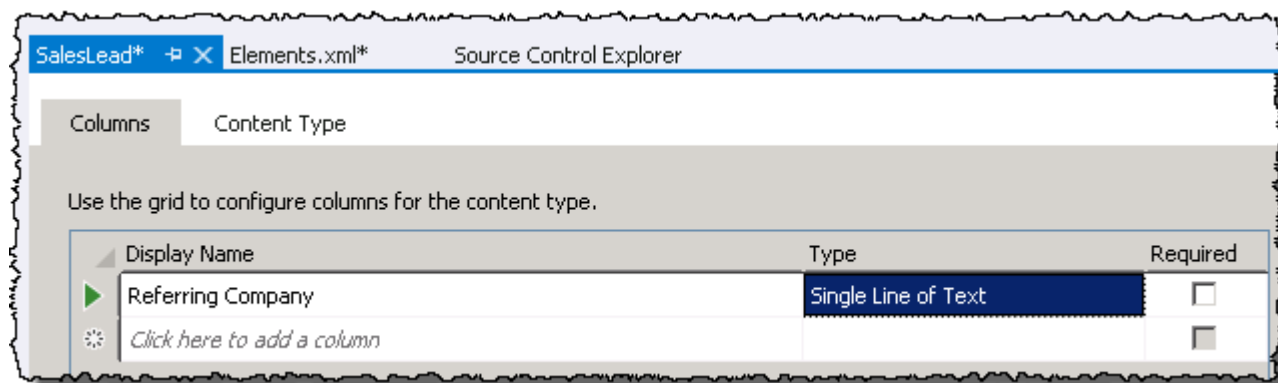 SalesLead* Elements.xml* Source Control Explorer
Columns Content Type
Use the grid to configure columns for the content type.
Display Name Type Required
Referring Company Single Line of Text
Click here to add a column